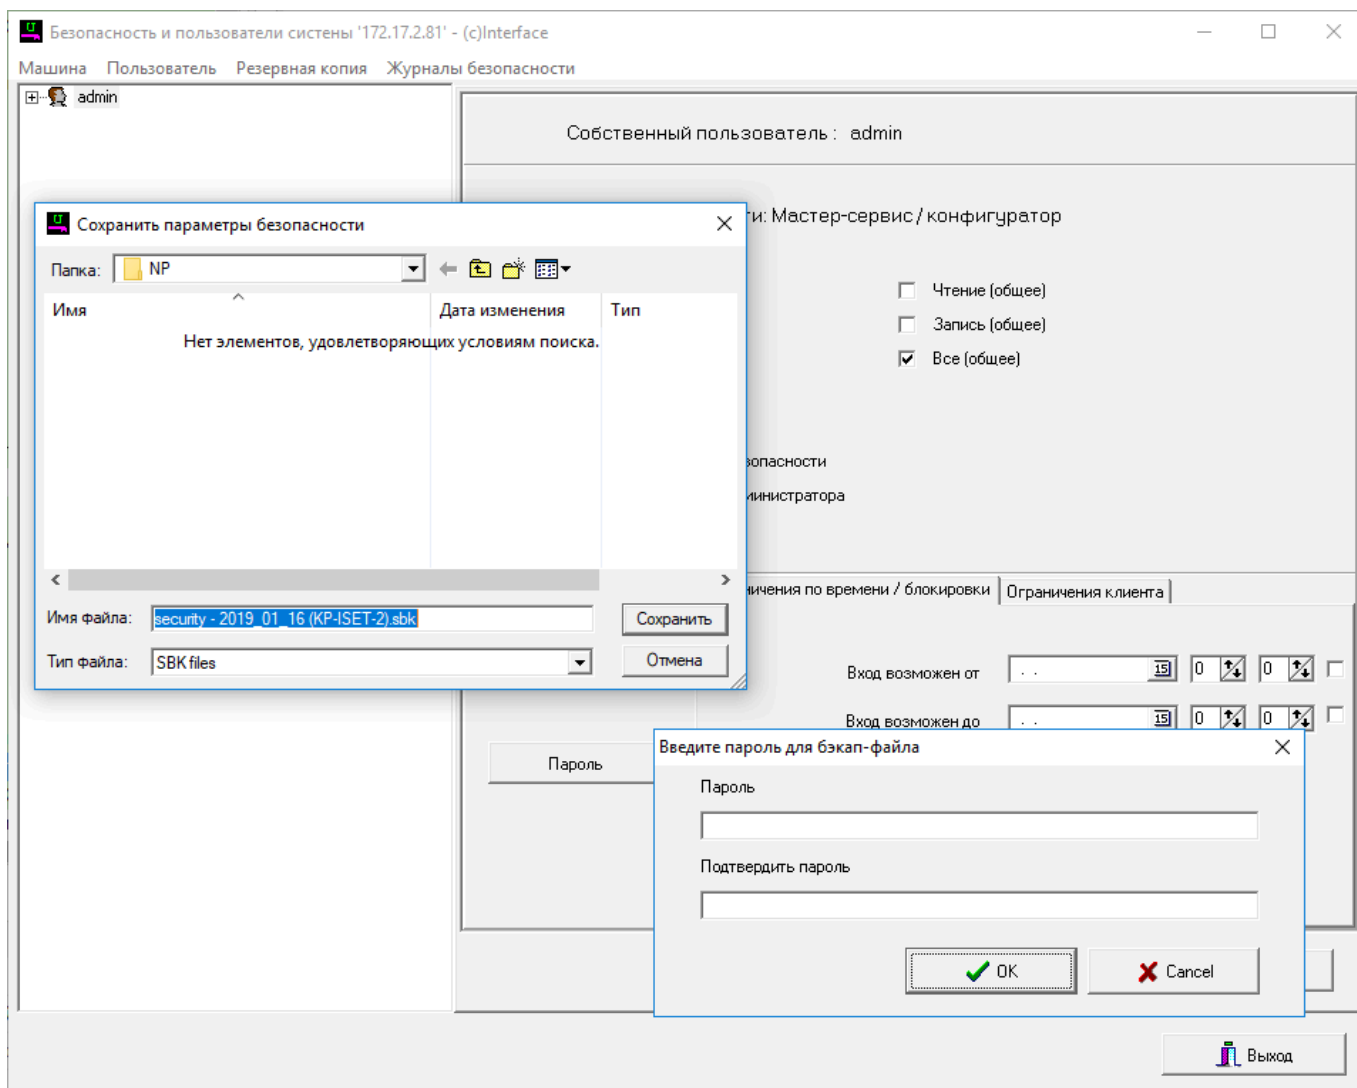 Безопасность и пользователи системы '172.17.2.81' - (c)Interface
Машина Пользователь Резервная копия Журналы безопасности
admin
Собственный пользователь : admin
Сохранить параметры безопасности
Папка: NP
Имя Дата изменения Тип
Нет элементов, удовлетворяющих условиям поиска.
Имя файла: security - 2019_01_16 (KP-ISET-2).sbk Сохранить
Тип файла: SBK files Отмена
ти: Мастер-сервис / конфигуратор
Чтение (общее)
Запись (общее)
Все (общее)
зопасности
министратора
ничения по времени / блокировки Ограничения клиента
Вход возможен от . . 15 0 0
Вход возможен до . . 15 0 0
Пароль
Введите пароль для бэкап-файла
Пароль
Подтвердить пароль
OK Cancel
Выход